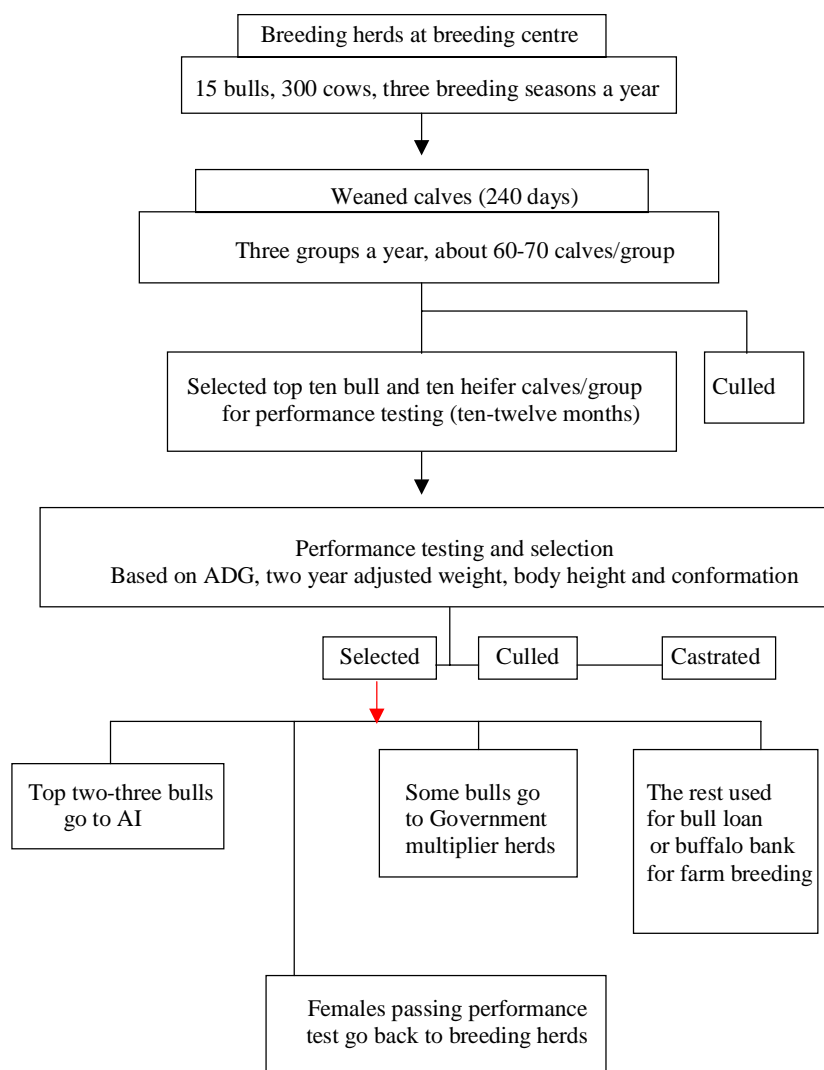 Breeding herds at breeding centre
15 bulls, 300 cows, three breeding seasons a year
Weaned calves (240 days)
Three groups a year, about 60-70 calves/group
Selected top ten bull and ten heifer calves/group
for performance testing (ten-twelve months)
Culled
Performance testing and selection
Based on ADG, two year adjusted weight, body height and conformation
Selected
Culled
Castrated
Top two-three bulls
go to AI
Some bulls go
to Government
multiplier herds
The rest used
for bull loan
or buffalo bank
for farm breeding
Females passing performance
test go back to breeding herds